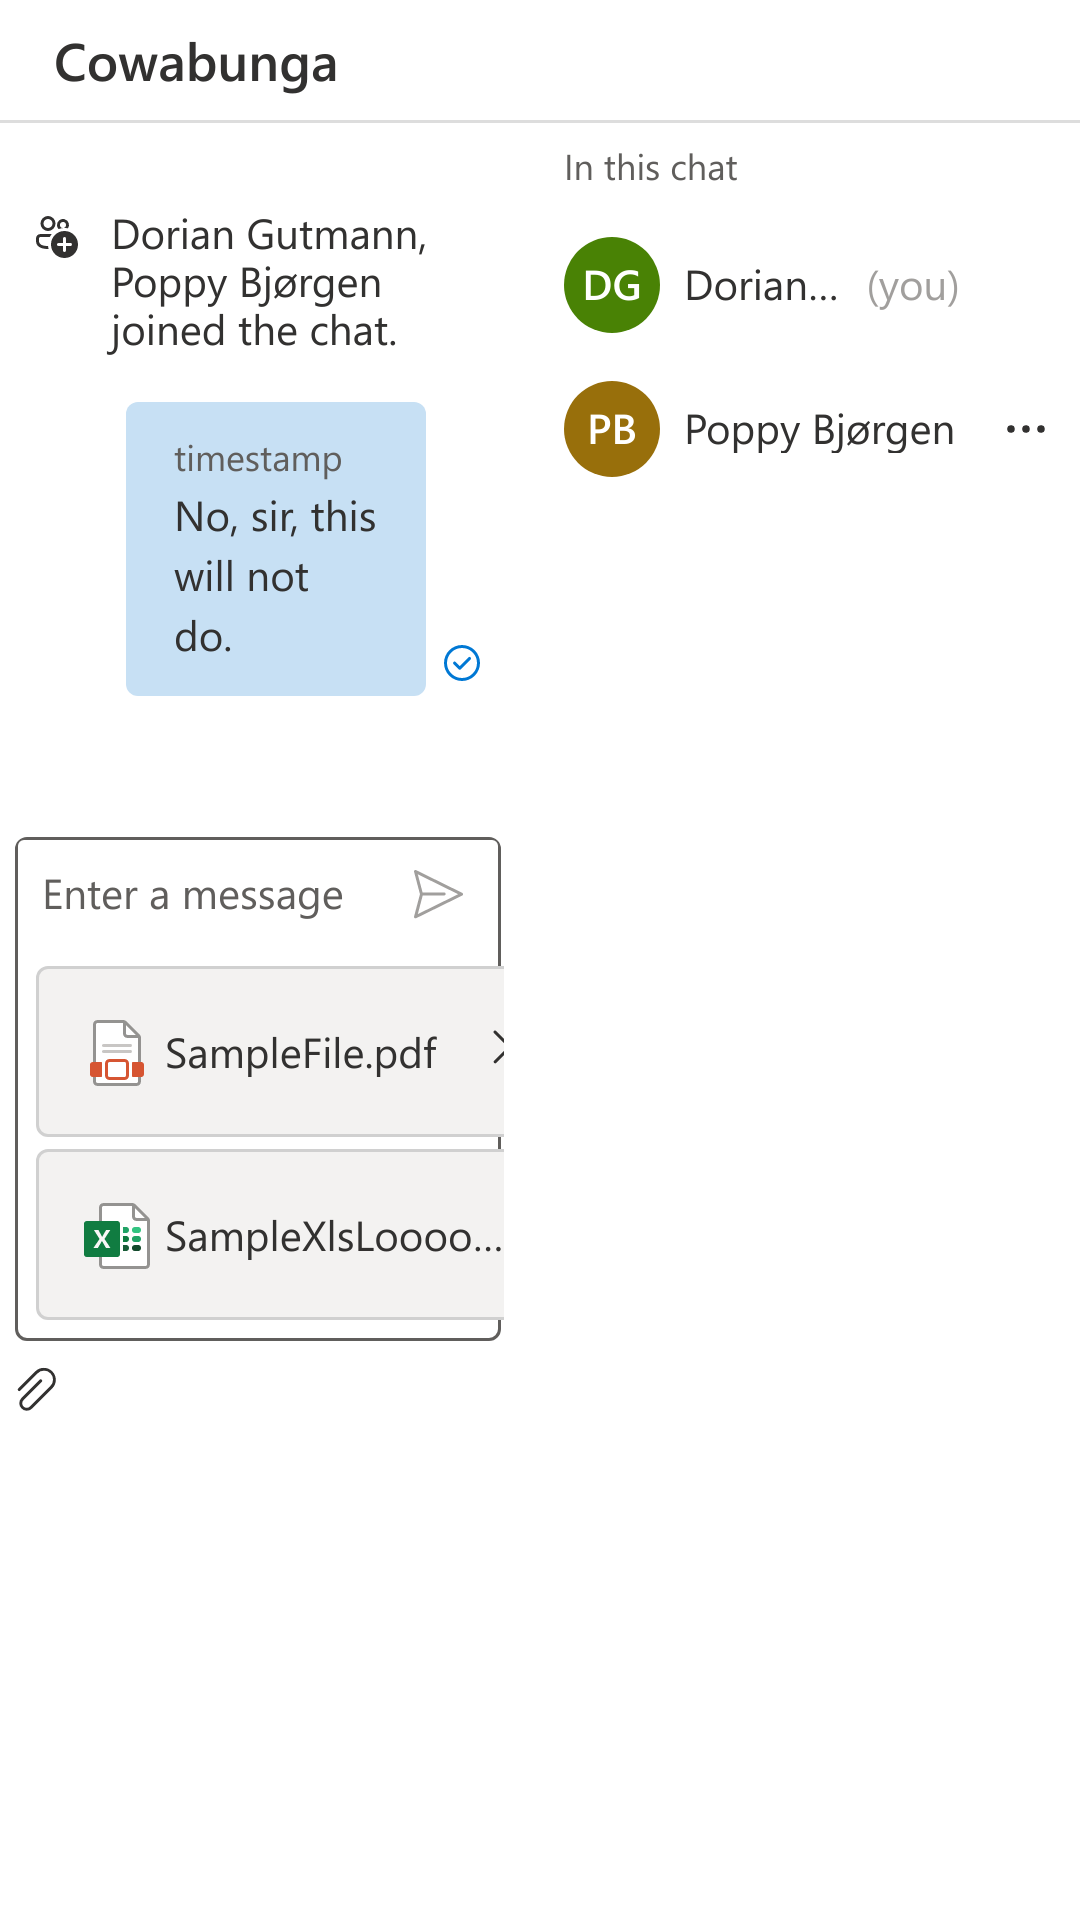 Cowabunga
Dorian Gutmann,
Poppy Bjørgen
joined the chat.
timestamp
No, sir, this
will not
do.
Enter a message
SampleFile.pdf
X
SampleXlsLoooo...
In this chat
DG
Dorian... (you)
PB
Poppy Bjørgen